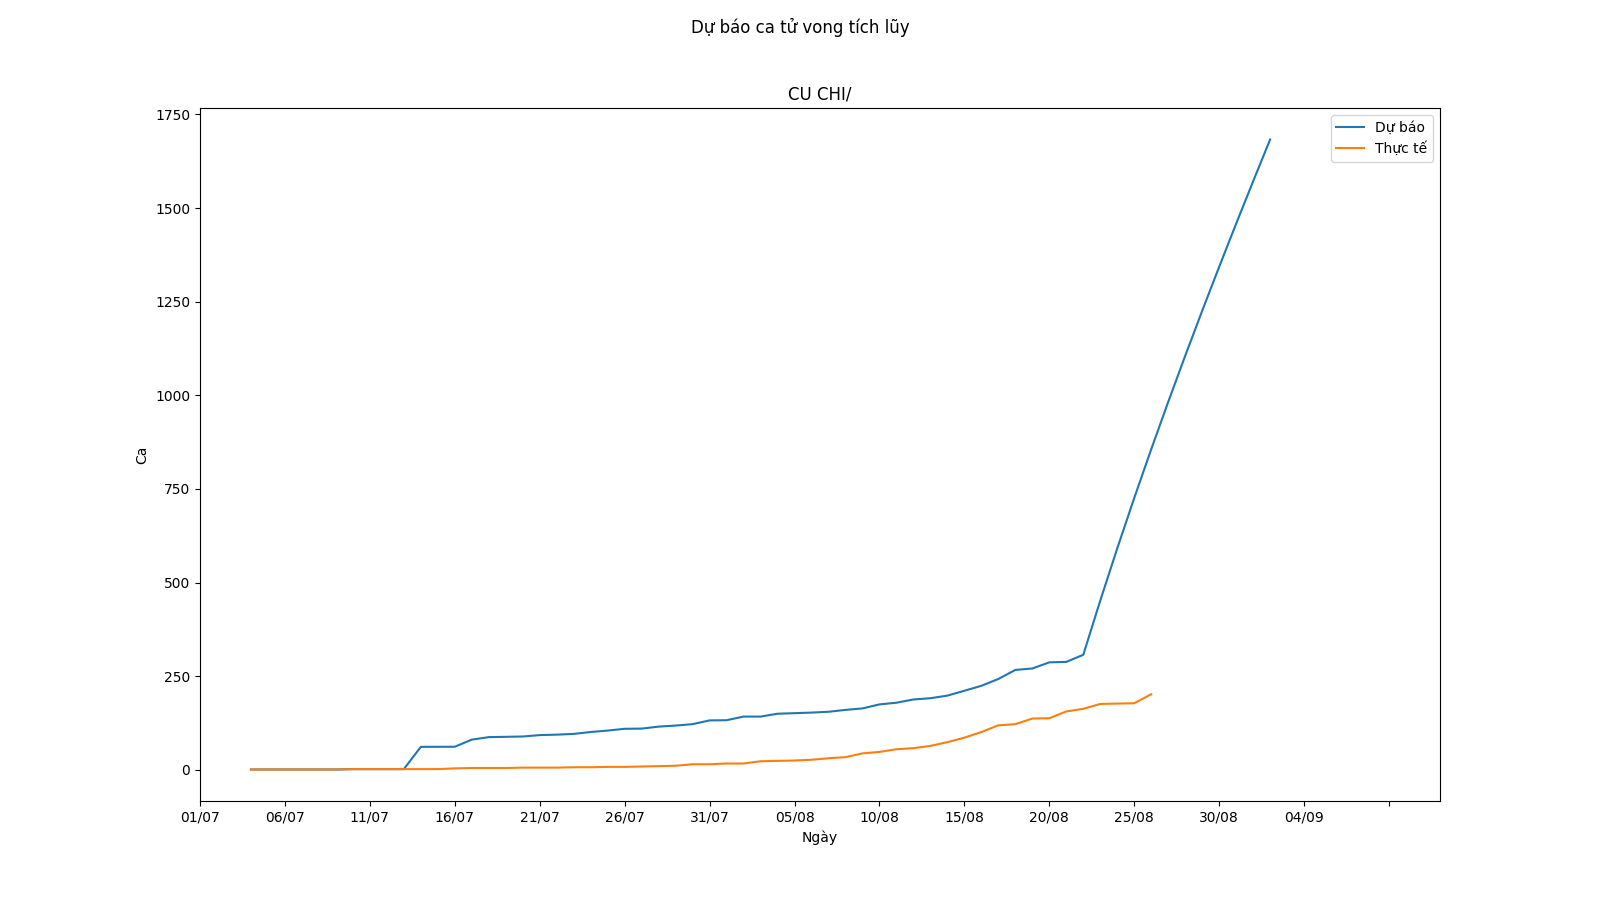 Dự báo ca tử vong tích lũy
CU CHI/
1750
1500
1250
1000
750
500
250
0
Ca
Dự báo
Thực tế
01/07 06/07 11/07 16/07 21/07 26/07 31/07 05/08 10/08 15/08 20/08 25/08 30/08 04/09
Ngày